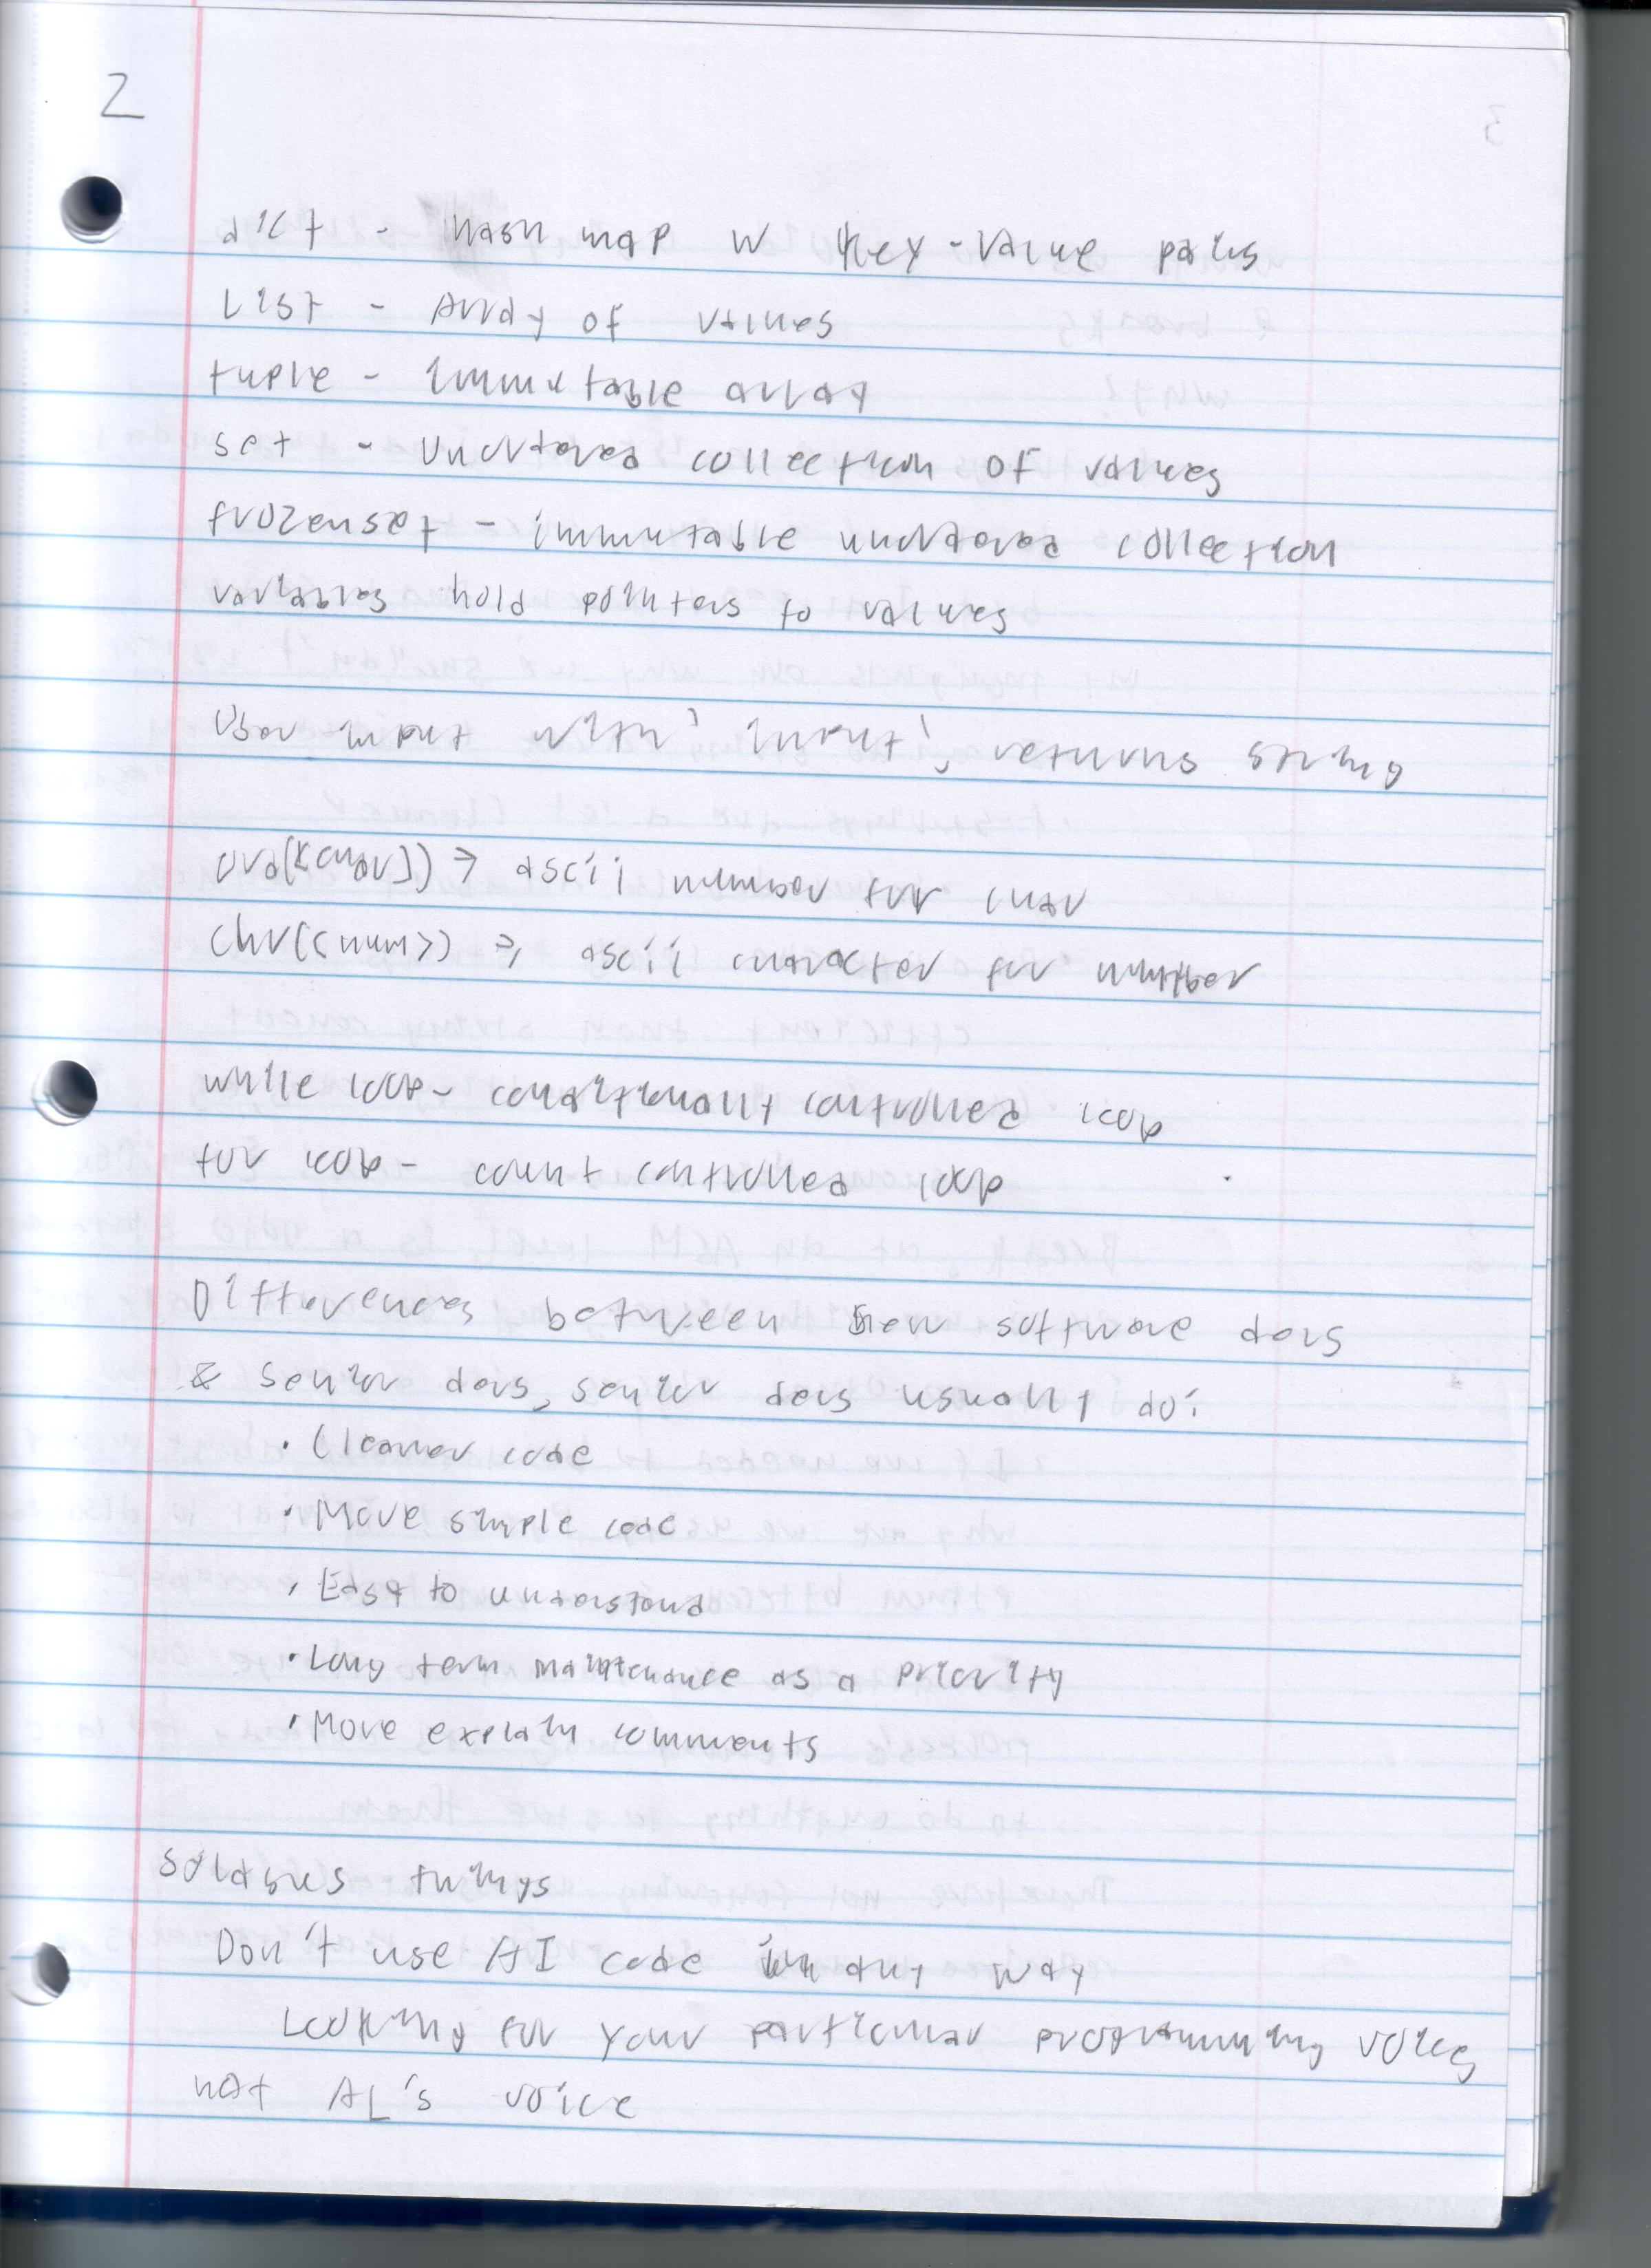 2
dict - hash map w key-value pairs
List - Array of values
tuple - immutable array
set - unordered collection of values
frozenset - immutable unordered collection
variables hold pointers to values
User input with 'input', returns string
ord([char]) => ascii number for char
chr(<num>) => ascii character for number
while loop - conditionally controlled loop
for loop - count controlled loop
Differences between new software devs
& senior devs, senior devs usually do:
• Cleaner code
• More simple code
• Easy to understand
• Long term maintenance as a priority
• More explain comments
things
Don't use AI code in any way
Looking for your particular programming voice,
not AI's voice